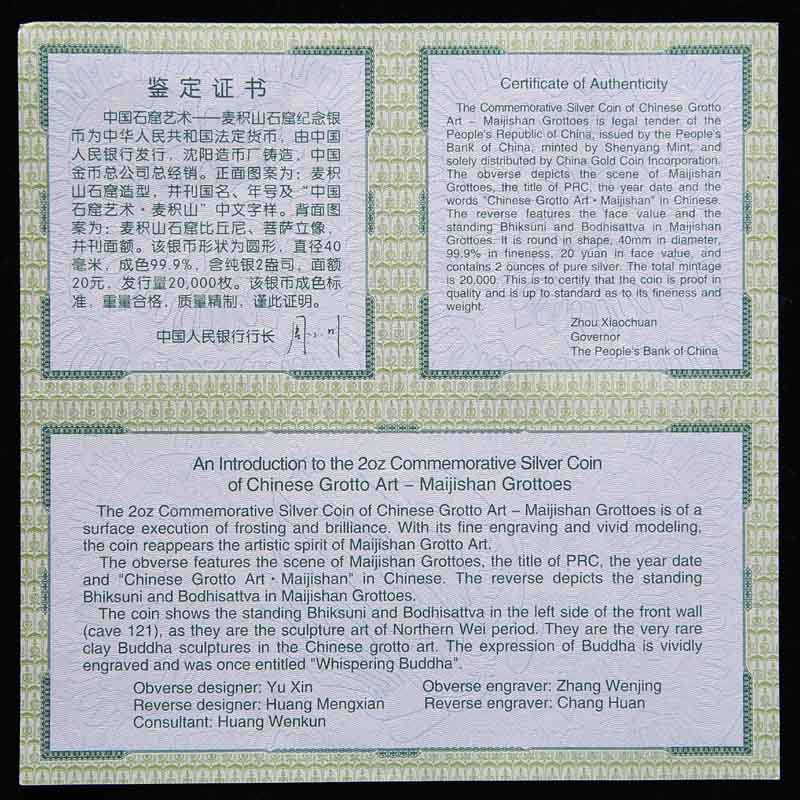 鉴定证书
中国石窟艺术——麦积山石窟纪念银
币为中华人民共和国法定货币，由中国
人民银行发行，沈阳造币厂铸造，中国
金币总公司总经销。正面图案为：麦积
山石窟造型，并刊国名、年号及“中国
石窟艺术·麦积山”中文字样。背面图
案为：麦积山石窟比丘尼、菩萨立像，
并刊面额。该银币形状为圆形，直径40
毫米，成色99.9%，含纯银2盎司，面额
20元，发行量20,000枚。该银币成色标
准，重量合格，质量精制，谨此证明。
中国人民银行行长 周小川
Certificate of Authenticity
The Commemorative Silver Coin of Chinese Grotto
Art – Maijishan Grottoes is legal tender of the
People's Republic of China, issued by the People's
Bank of China, minted by Shenyang Mint, and
solely distributed by China Gold Coin Incorporation.
The obverse depicts the scene of Maijishan
Grottoes, the title of PRC, the year date and the
words "Chinese Grotto Art·Maijishan" in Chinese.
The reverse features the face value and the
standing Bhiksuni and Bodhisattva in Maijishan
Grottoes. It is round in shape, 40mm in diameter,
99.9% in fineness, 20 yuan in face value, and
contains 2 ounces of pure silver. The total mintage
is 20,000. This is to certify that the coin is proof in
quality and is up to standard as to its fineness and
weight.
Zhou Xiaochuan
Governor
The People's Bank of China
An Introduction to the 2oz Commemorative Silver Coin
of Chinese Grotto Art – Maijishan Grottoes
The 2oz Commemorative Silver Coin of Chinese Grotto Art – Maijishan Grottoes is of a
surface execution of frosting and brilliance. With its fine engraving and vivid modeling,
the coin reappears the artistic spirit of Maijishan Grotto Art.
The obverse features the scene of Maijishan Grottoes, the title of PRC, the year date
and "Chinese Grotto Art·Maijishan" in Chinese. The reverse depicts the standing
Bhiksuni and Bodhisattva in Maijishan Grottoes.
The coin shows the standing Bhiksuni and Bodhisattva in the left side of the front wall
(cave 121), as they are the sculpture art of Northern Wei period. They are the very rare
clay Buddha sculptures in the Chinese grotto art. The expression of Buddha is vividly
engraved and was once entitled "Whispering Buddha".
Obverse designer: Yu Xin Obverse engraver: Zhang Wenjing
Reverse designer: Huang Mengxian Reverse engraver: Chang Huan
Consultant: Huang Wenkun